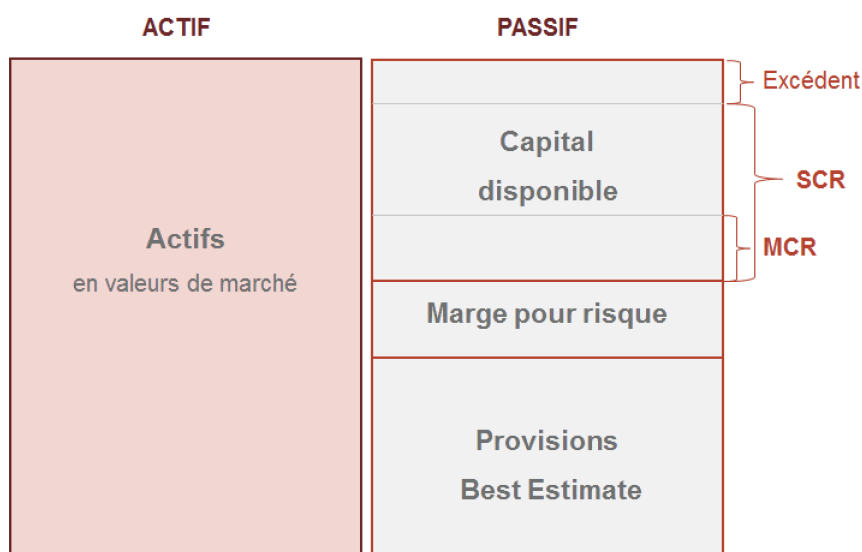 ACTIF
PASSIF
Excédent
Capital
disponible
SCR
Actifs
en valeurs de marché
MCR
Marge pour risque
Provisions
Best Estimate